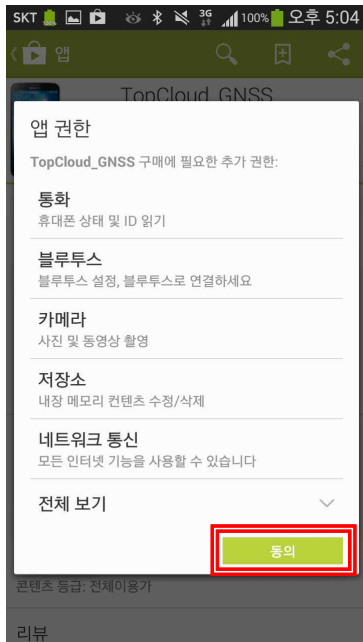 SKT 3G 100% 오후 5:04
앱
TopCloud_GNSS
앱 권한
TopCloud_GNSS 구매에 필요한 추가 권한:
통화
휴대폰 상태 및 ID 읽기
블루투스
블루투스 설정, 블루투스로 연결하세요
카메라
사진 및 동영상 촬영
저장소
내장 메모리 컨텐츠 수정/삭제
네트워크 통신
모든 인터넷 기능을 사용할 수 있습니다
전체 보기
동의
콘텐츠 등급: 전체이용가
리뷰